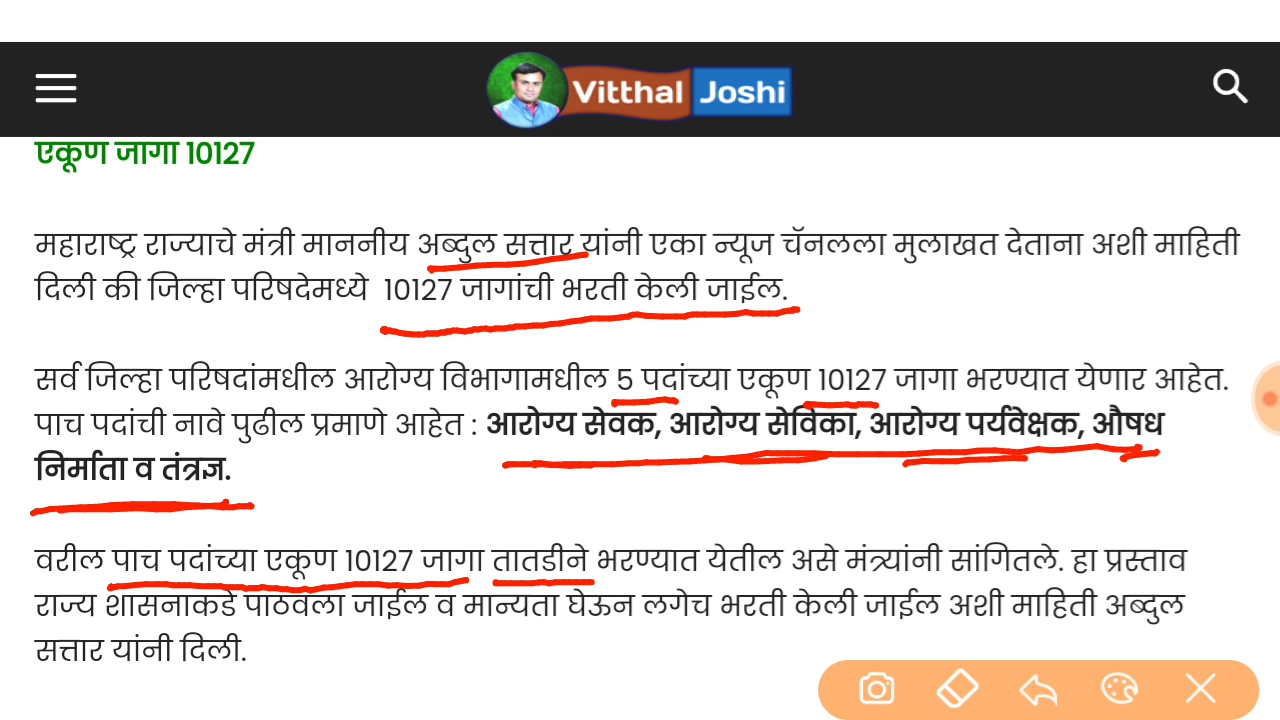 Vitthal Joshi
एकूण जागा 10127
महाराष्ट्र राज्याचे मंत्री माननीय अब्दुल सत्तार यांनी एका न्यूज चॅनलला मुलाखत देताना अशी माहिती
दिली की जिल्हा परिषदेमध्ये 10127 जागांची भरती केली जाईल.
सर्व जिल्हा परिषदांमधील आरोग्य विभागामधील 5 पदांच्या एकूण 10127 जागा भरण्यात येणार आहेत.
पाच पदांची नावे पुढील प्रमाणे आहेत : आरोग्य सेवक, आरोग्य सेविका, आरोग्य पर्यवेक्षक, औषध
निर्माता व तंत्रज्ञ.
वरील पाच पदांच्या एकूण 10127 जागा तातडीने भरण्यात येतील असे मंत्र्यांनी सांगितले. हा प्रस्ताव
राज्य शासनाकडे पाठवला जाईल व मान्यता घेऊन लगेच भरती केली जाईल अशी माहिती अब्दुल
सत्तार यांनी दिली.